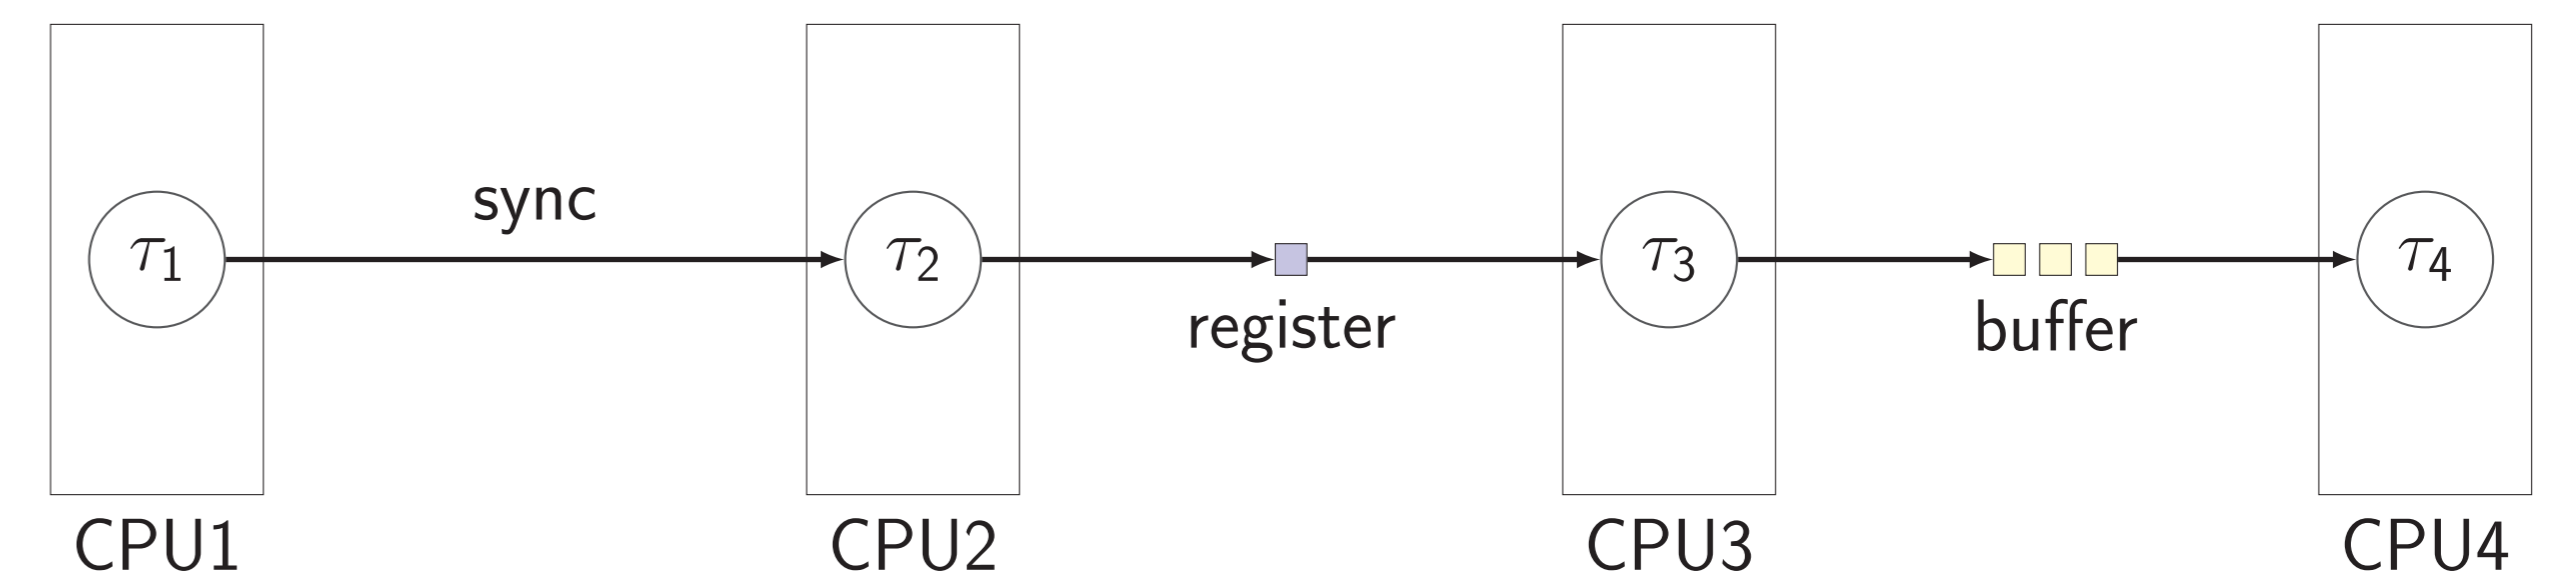 sync
τ1
τ2
τ3
τ4
register
buffer
CPU1
CPU2
CPU3
CPU4